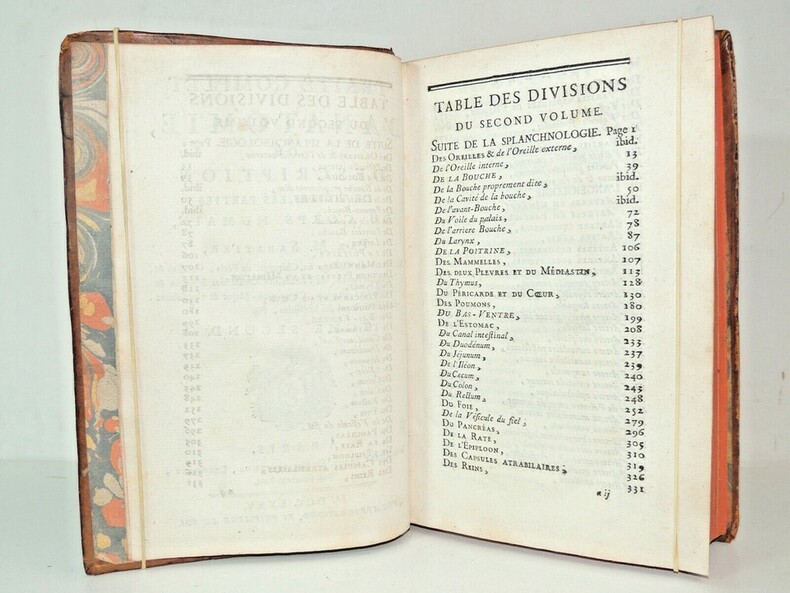 TABLE DES DIVISIONS
DU SECOND VOLUME.
SUITE DE LA SPLANCHNOLOGIE. Page 1
DES OREILLES & de l'Oreille externe, ibid.
De l'Oreille interne, 13
DE LA BOUCHE, 39
De la Bouche proprement dite, ibid.
De la Cavité de la bouche, 50
De l'avant-Bouche, ibid.
Du Voile du palais, 72
De l'arriere Bouche, 78
Du Larynx, 87
DE LA POITRINE, 106
DES MAMMELLES, 107
DES DEUX PLEVRES ET DU MÉDIASTIN, 113
Du Thymus, 128
DU PÉRICARDE ET DU CŒUR, 130
DES POUMONS, 180
DU BAS-VENTRE, 199
DE L'ESTOMAC, 208
Du Canal intestinal, 233
Du Duodénum, 237
Du Jéjunum, 239
De l'Iléon, 240
Du Cecum, 243
Du Colon, 248
Du Rectum, 252
DU FOIE, 279
De la Vésicule du fiel, 296
DU PANCRÉAS, 305
DE LA RATE, 310
DE L'EPIPLOON, 319
DES CAPSULES ATRABILAIRES, 326
DES REINS, 331
a ij